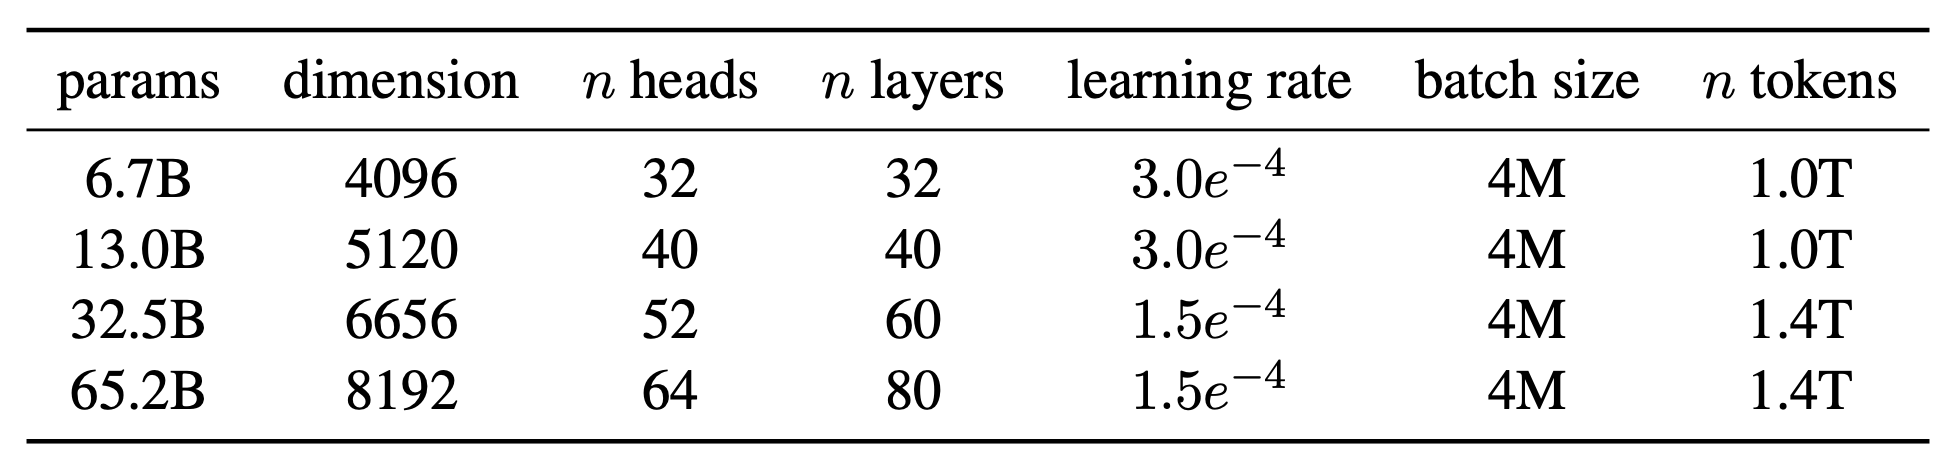 params dimension n heads n layers learning rate batch size n tokens
6.7B 4096 32 32 3.0e⁻⁴ 4M 1.0T
13.0B 5120 40 40 3.0e⁻⁴ 4M 1.0T
32.5B 6656 52 60 1.5e⁻⁴ 4M 1.4T
65.2B 8192 64 80 1.5e⁻⁴ 4M 1.4T